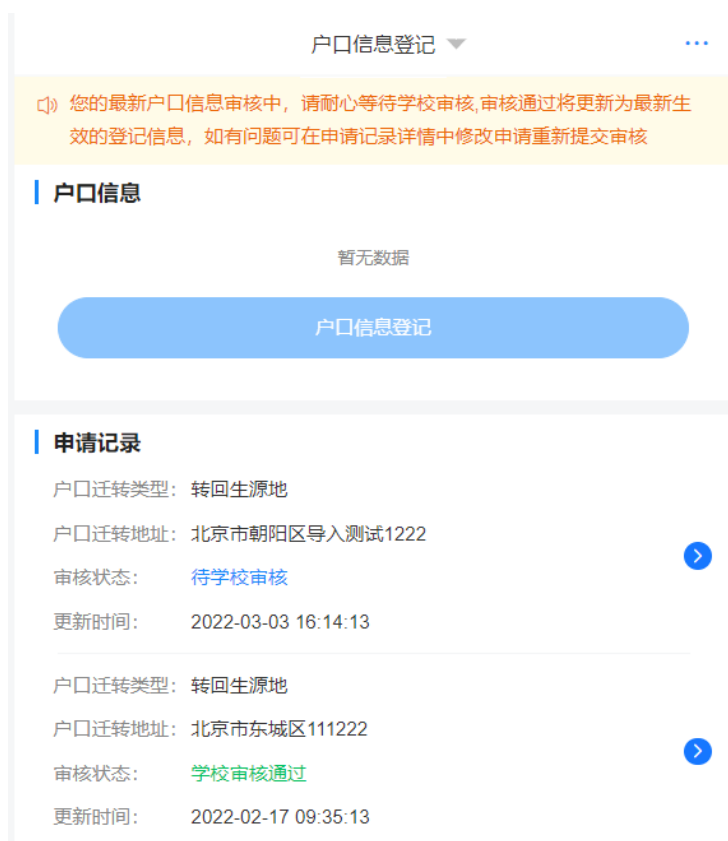 户口信息登记
您的最新户口信息审核中，请耐心等待学校审核,审核通过将更新为最新生
效的登记信息，如有问题可在申请记录详情中修改申请重新提交审核
户口信息
暂无数据
户口信息登记
申请记录
户口迁转类型： 转回生源地
户口迁转地址： 北京市朝阳区导入测试1222
审核状态： 待学校审核
更新时间： 2022-03-03 16:14:13
户口迁转类型： 转回生源地
户口迁转地址： 北京市东城区111222
审核状态： 学校审核通过
更新时间： 2022-02-17 09:35:13